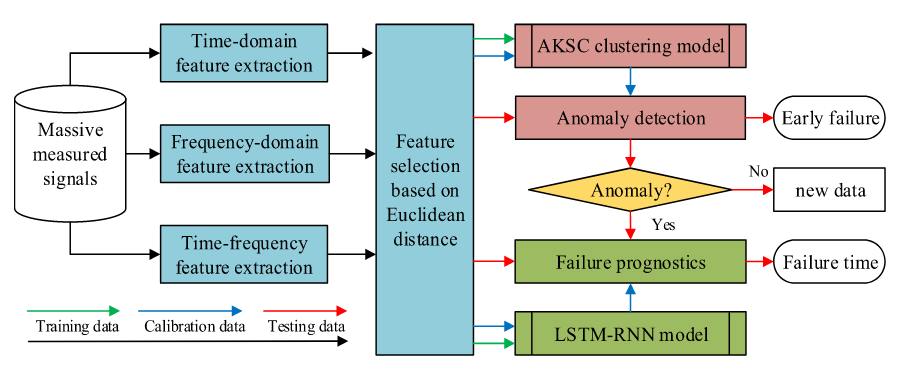 Massive
measured
signals
Time-domain
feature extraction
Frequency-domain
feature extraction
Time-frequency
feature extraction
Feature
selection
based on
Euclidean
distance
AKSC clustering model
Anomaly detection
Early failure
Anomaly?
No
new data
Yes
Failure prognostics
Failure time
LSTM-RNN model
Training data
Calibration data
Testing data